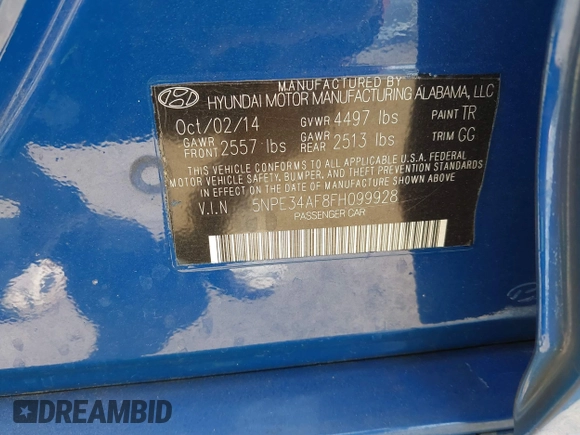 MANUFACTURED BY
HYUNDAI MOTOR MANUFACTURING ALABAMA, LLC
Oct/02/14 GVWR 4497 lbs PAINT TR
GAWR FRONT 2557 lbs GAWR REAR 2513 lbs TRIM GG
THIS VEHICLE CONFORMS TO ALL APPLICABLE U.S.A. FEDERAL
MOTOR VEHICLE SAFETY, BUMPER, AND THEFT PREVENTION STANDARDS
IN EFFECT ON THE DATE OF MANUFACTURE SHOWN ABOVE.
V.I.N 5NPE34AF8FH099928
PASSENGER CAR
DREAMBID